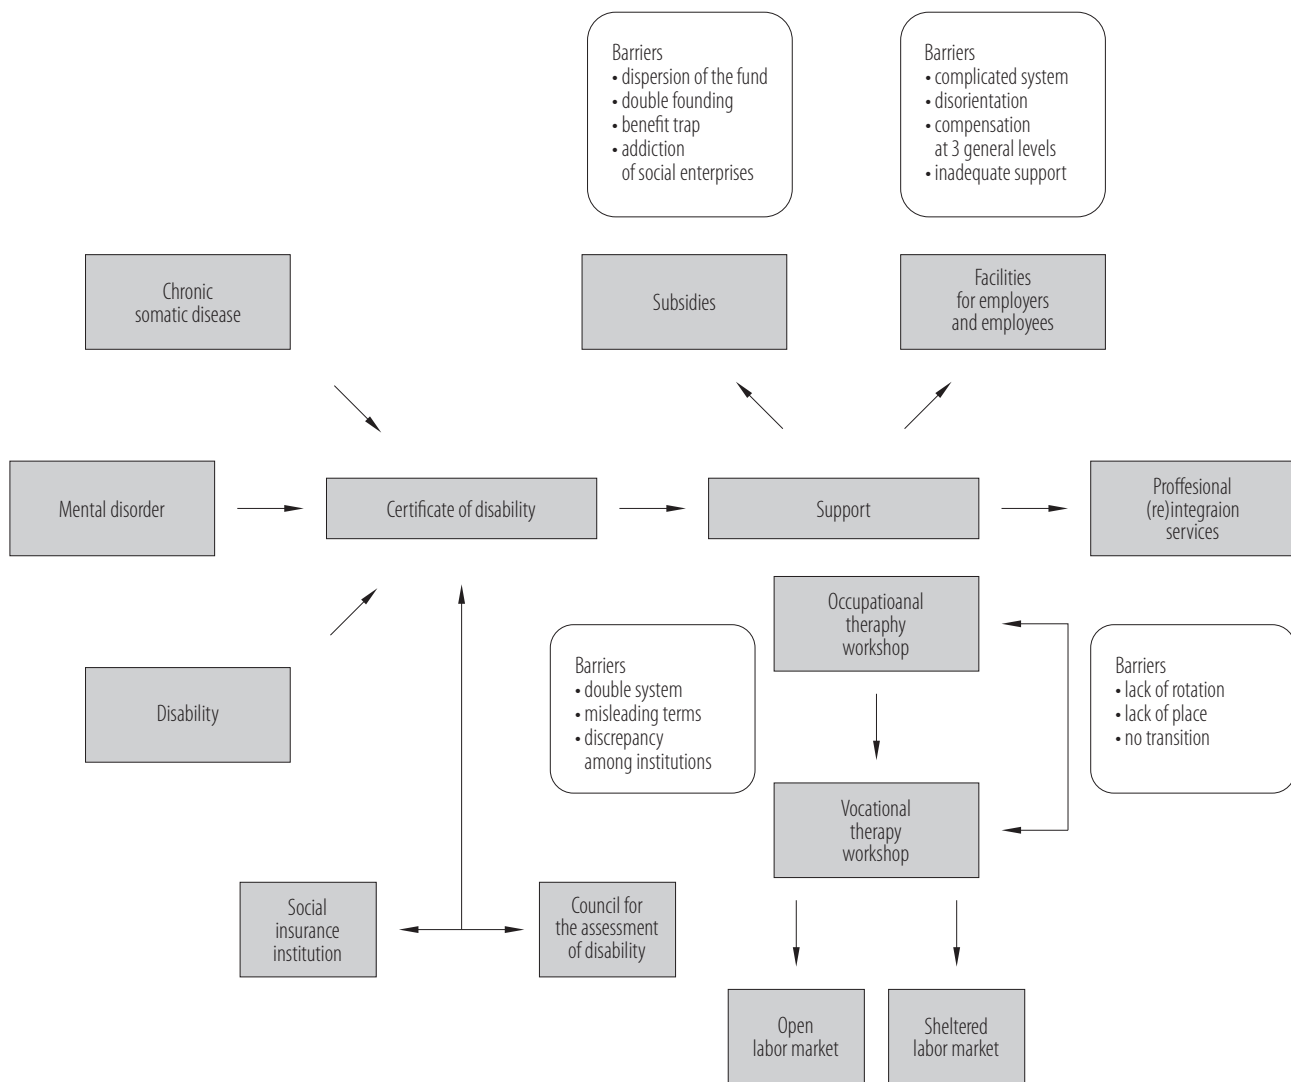 Barriers
• dispersion of the fund
• double founding
• benefit trap
• addiction
of social enterprises
Barriers
• complicated system
• disorientation
• compensation
at 3 general levels
• inadequate support
Chronic
somatic disease
Subsidies
Facilities
for employers
and employees
Mental disorder
Certificate of disability
Support
Proffesional
(re)integraion
services
Disability
Barriers
• double system
• misleading terms
• discrepancy
among institutions
Occupatioanal
theraphy
workshop
Barriers
• lack of rotation
• lack of place
• no transition
Vocational
therapy
workshop
Social
insurance
institution
Council for
the assessment
of disability
Open
labor market
Sheltered
labor market